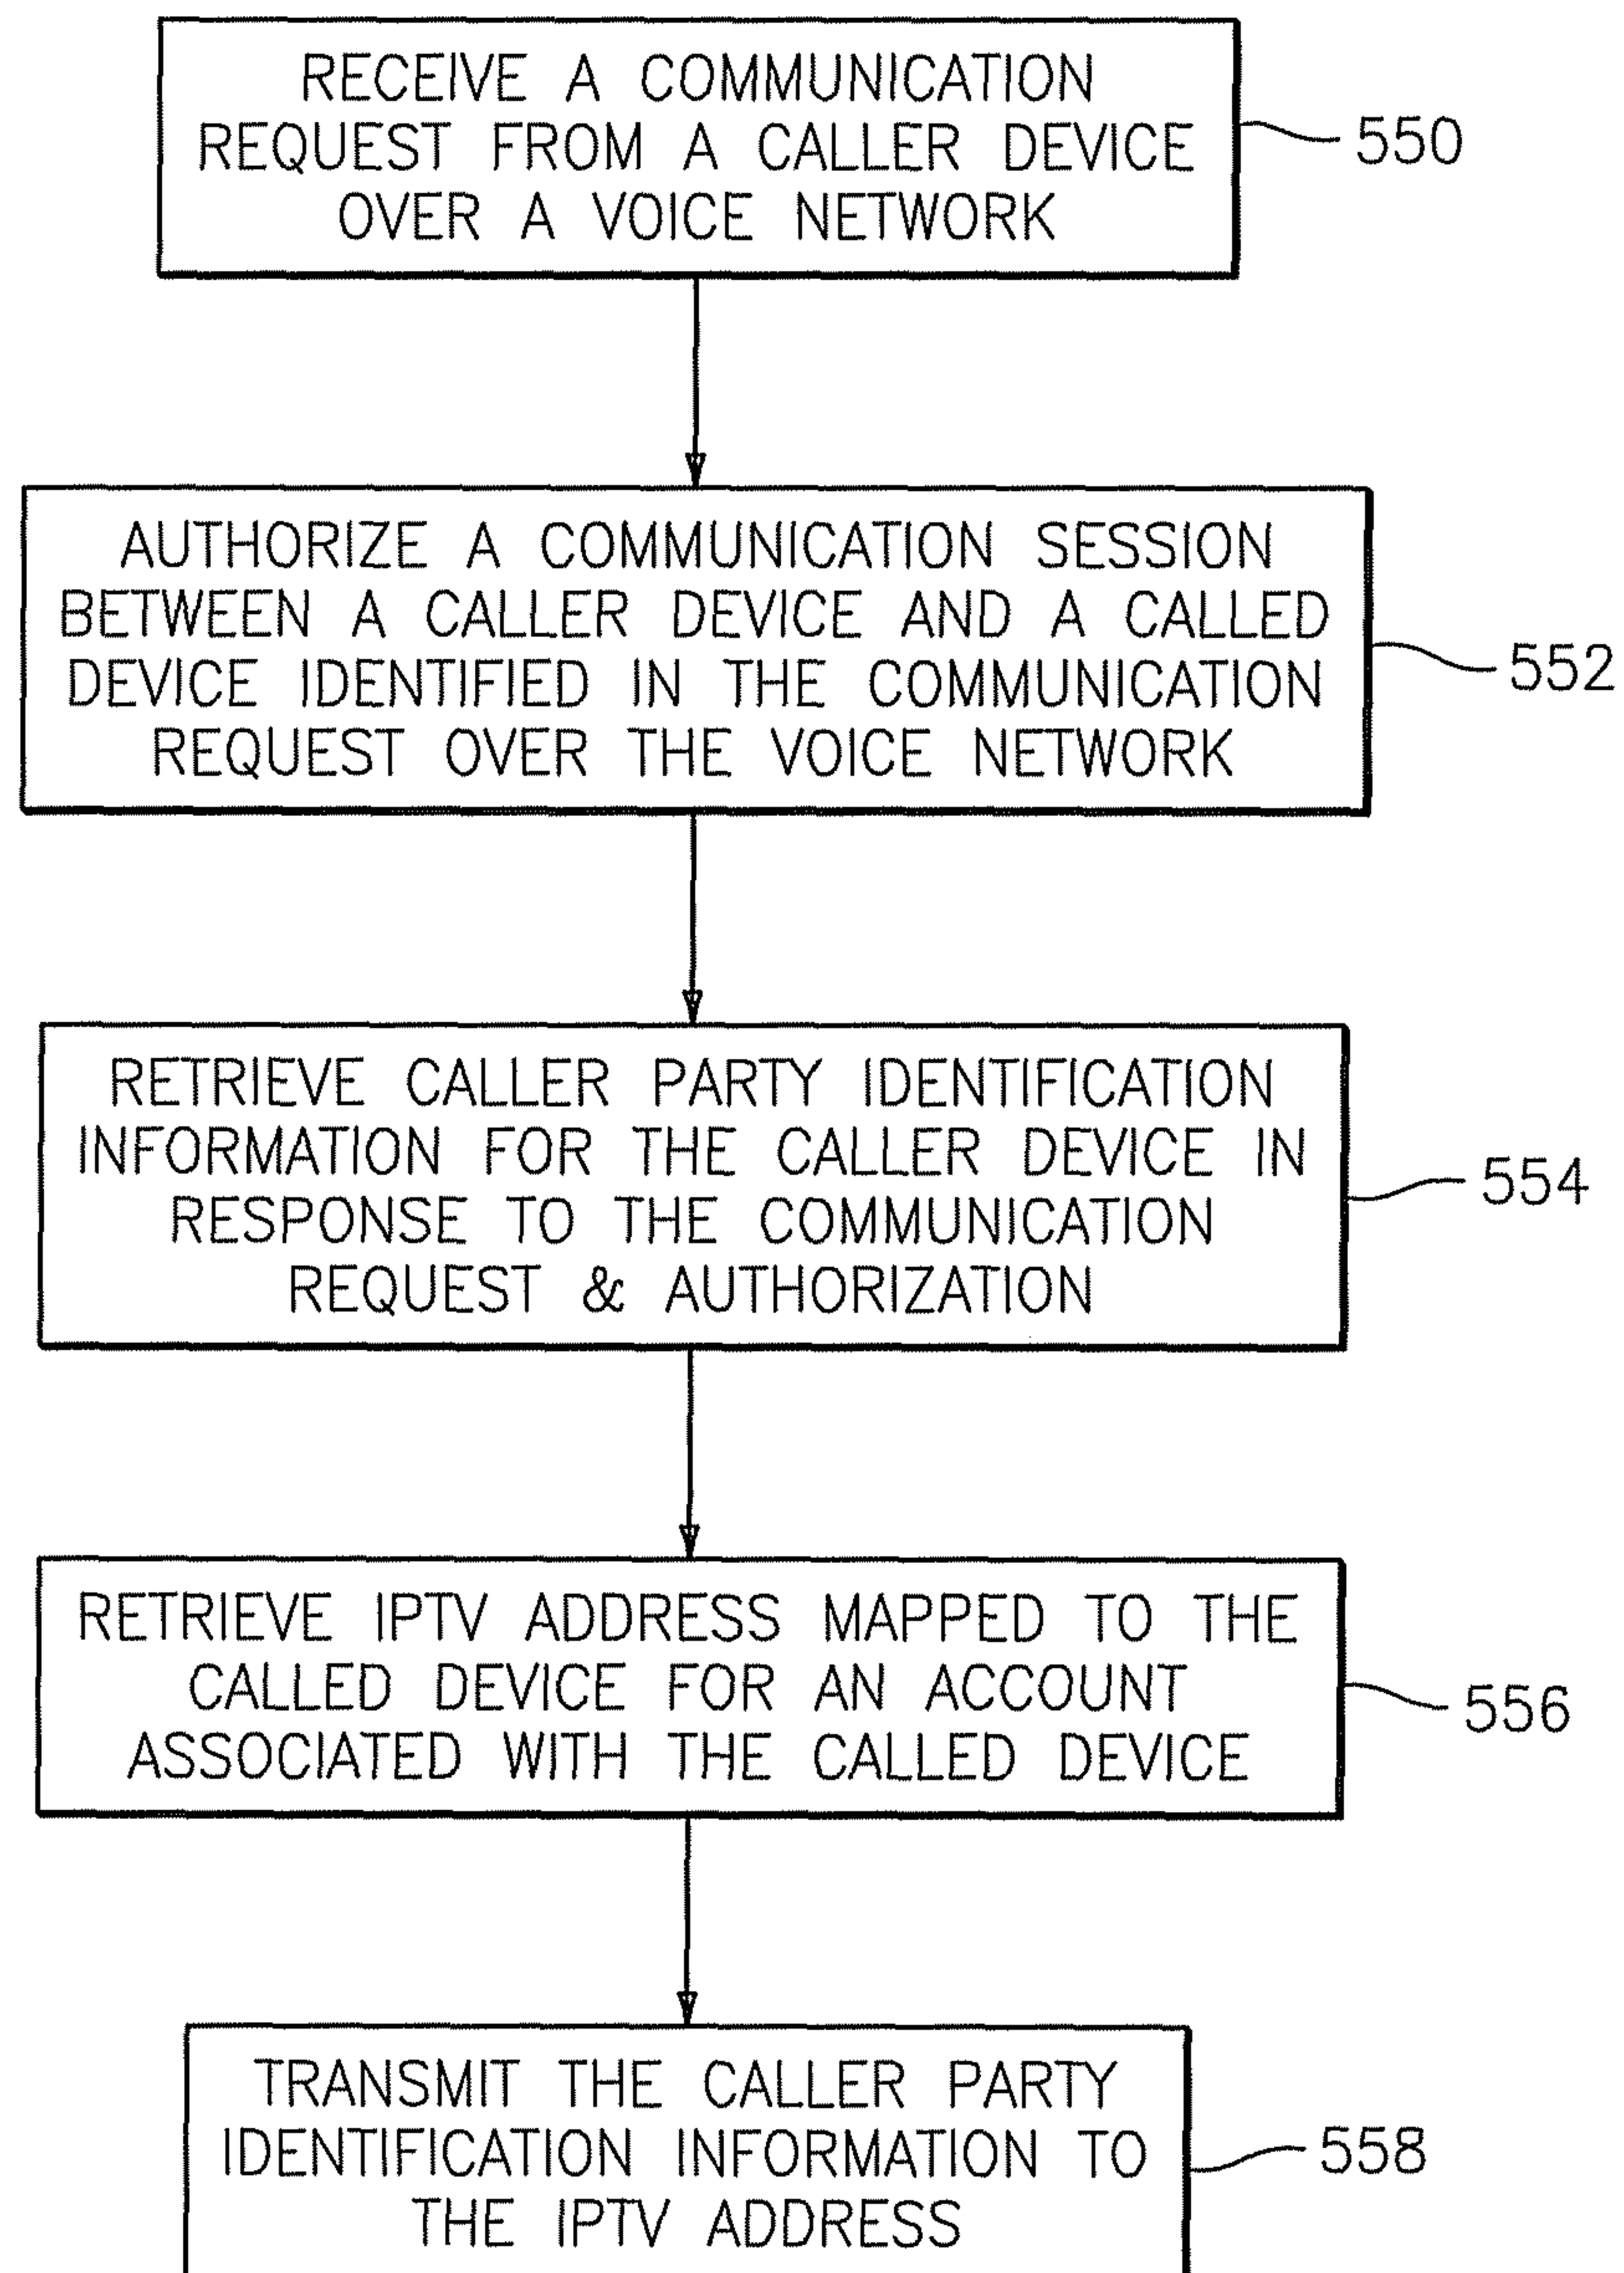 RECEIVE A COMMUNICATION
REQUEST FROM A CALLER DEVICE
OVER A VOICE NETWORK
550
AUTHORIZE A COMMUNICATION SESSION
BETWEEN A CALLER DEVICE AND A CALLED
DEVICE IDENTIFIED IN THE COMMUNICATION
REQUEST OVER THE VOICE NETWORK
552
RETRIEVE CALLER PARTY IDENTIFICATION
INFORMATION FOR THE CALLER DEVICE IN
RESPONSE TO THE COMMUNICATION
REQUEST & AUTHORIZATION
554
RETRIEVE IPTV ADDRESS MAPPED TO THE
CALLED DEVICE FOR AN ACCOUNT
ASSOCIATED WITH THE CALLED DEVICE
556
TRANSMIT THE CALLER PARTY
IDENTIFICATION INFORMATION TO
THE IPTV ADDRESS
558